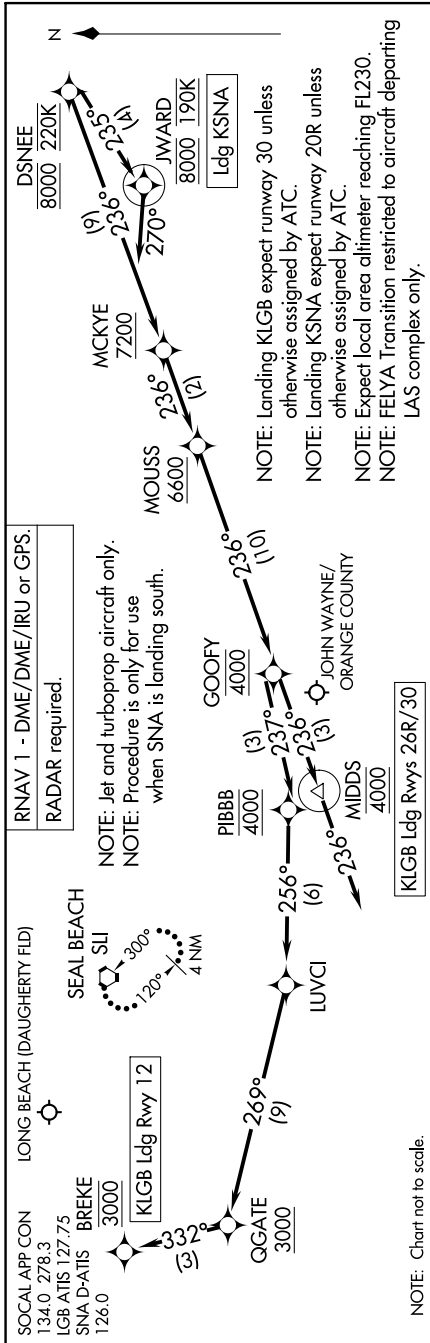 SOCAL APP CON
134.0 278.3
LGB ATIS 127.75
SNA D-ATIS
126.0
LONG BEACH (DAUGHERTY FLD)
RNAV 1 - DME/DME/IRU or GPS.
RADAR required.
NOTE: Jet and turboprop aircraft only.
NOTE: Procedure is only for use
when SNA is landing south.
N
DSNEE
8000 220K
235°
(4)
JWARD
8000 190K
Ldg KSNA
270°
236°
(9)
MCKYE
7200
236°
(2)
MOUSS
6600
236°
(10)
GOOFY
4000
237°
(3)
236°
(3)
JOHN WAYNE/
ORANGE COUNTY
PIBBB
4000
MIDDS
4000
236°
KLGB Ldg Rwys 26R/30
256°
(6)
LUVCI
269°
(9)
QGATE
3000
332°
(3)
BREKE
3000
KLGB Ldg Rwy 12
SEAL BEACH
SLI
300°
120°
4 NM
NOTE: Landing KLGB expect runway 30 unless
otherwise assigned by ATC.
NOTE: Landing KSNA expect runway 20R unless
otherwise assigned by ATC.
NOTE: Expect local area altimeter reaching FL230.
NOTE: FELYA Transition restricted to aircraft departing
LAS complex only.
NOTE: Chart not to scale.